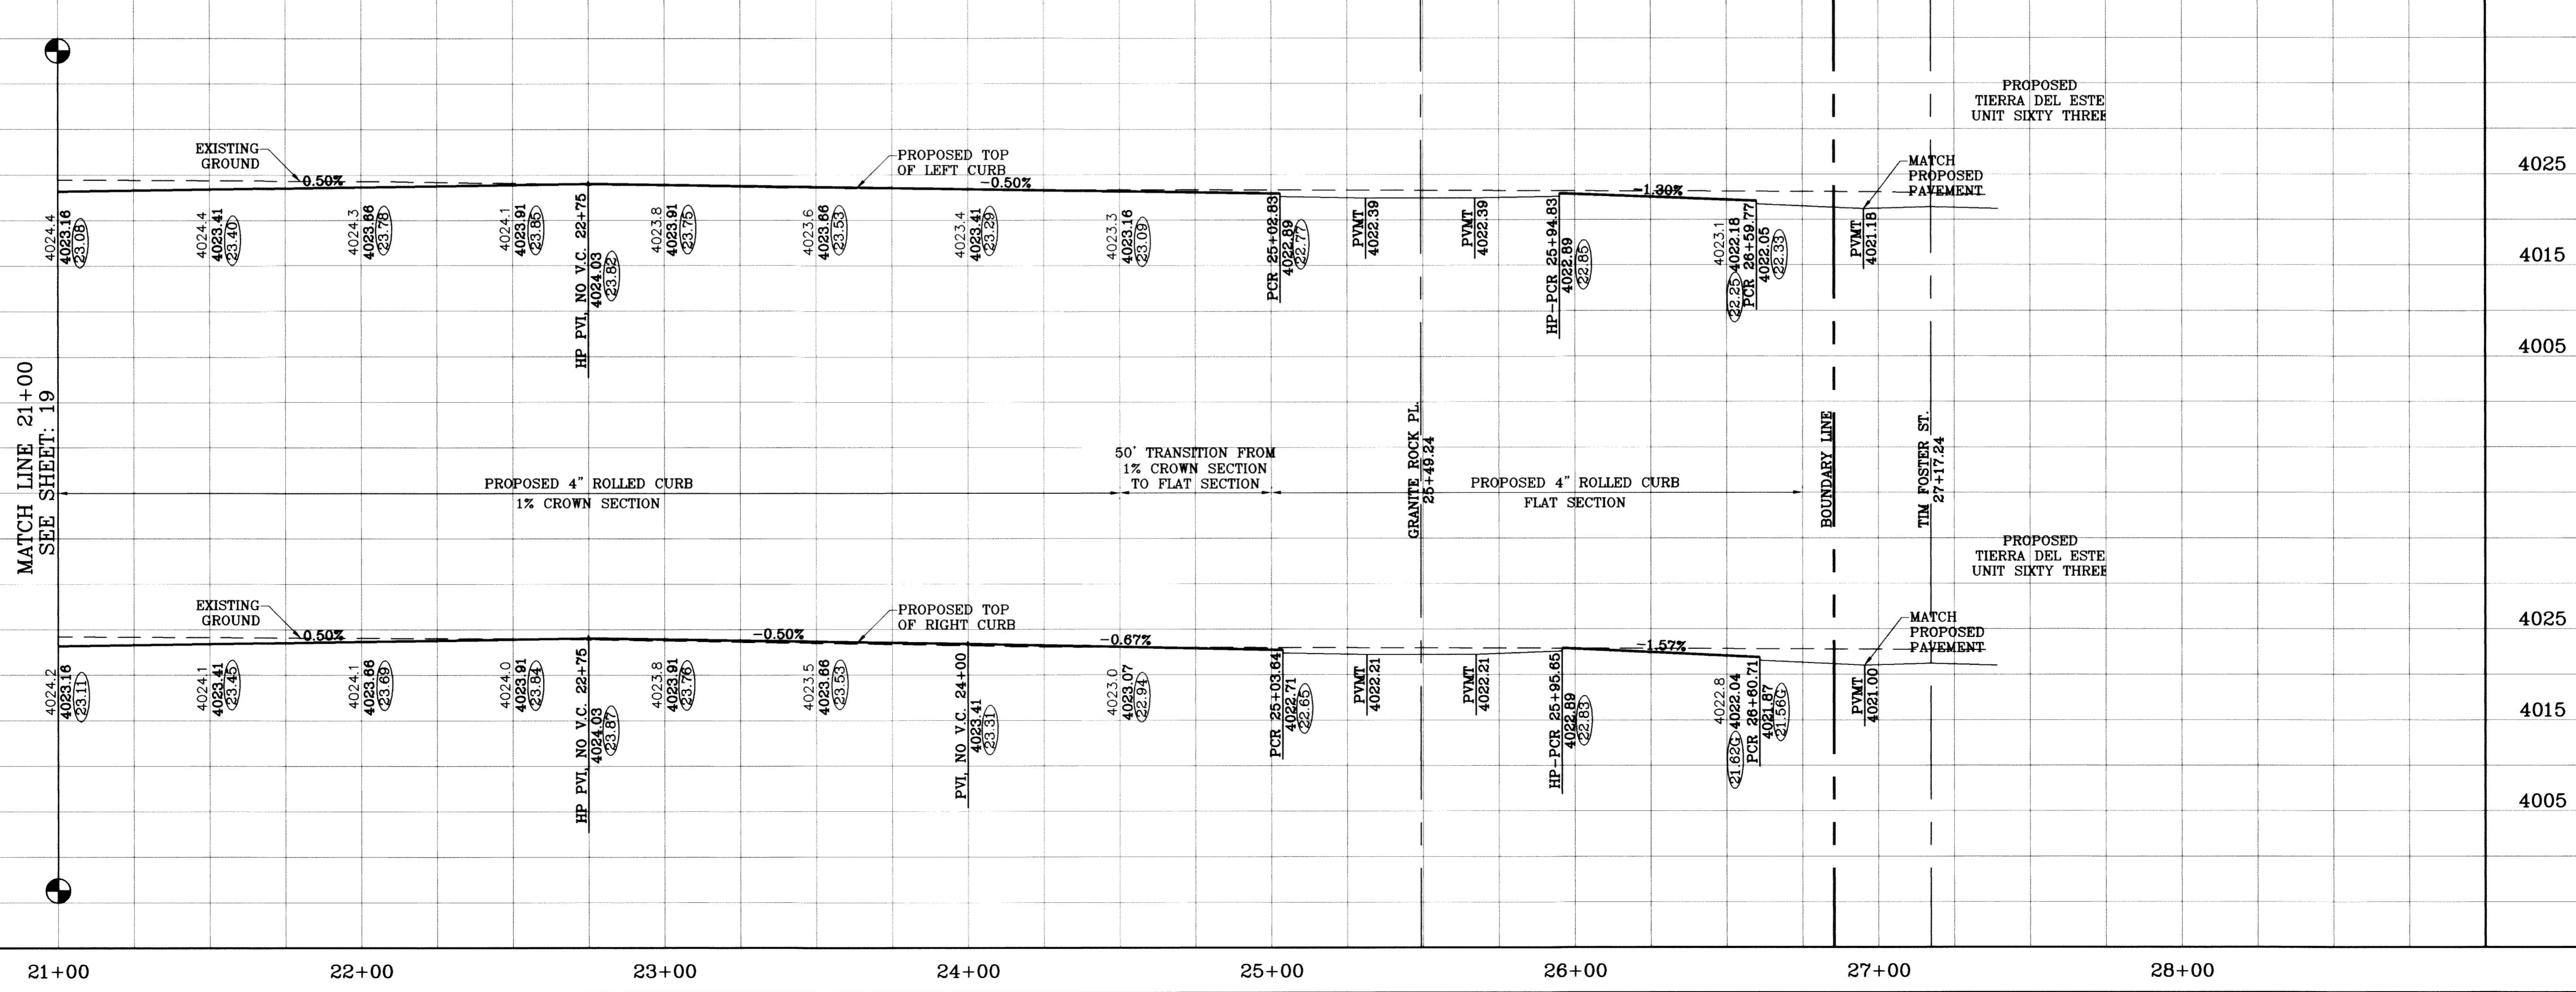 PROPOSED
TIERRA DEL ESTE
UNIT SIXTY THREE
EXISTING
GROUND
0.50%
PROPOSED TOP
OF LEFT CURB
-0.50%
-1.30%
MATCH
PROPOSED
PAVEMENT
4025
4015
4005
4024.4
4023.16
23.08
4024.4
4023.41
23.40
4024.3
4023.66
23.78
4024.1
4023.91
23.85
HP PVI, NO V.C. 22+75
4024.03
23.82
4023.8
4023.91
23.75
4023.6
4023.66
23.53
4023.4
4023.41
23.29
4023.3
4023.16
23.09
PCR 25+02.83
4022.89
22.77
PVMT
4022.39
PVMT
4022.39
HP-PCR 25+94.83
4022.89
22.85
4023.1
22.25 4022.18
PCR 26+59.77
4022.05
22.33
PVMT
4021.18
MATCH LINE 21+00
SEE SHEET: 19
PROPOSED 4" ROLLED CURB
1% CROWN SECTION
50' TRANSITION FROM
1% CROWN SECTION
TO FLAT SECTION
GRANITE ROCK PL.
25+49.24
PROPOSED 4" ROLLED CURB
FLAT SECTION
BOUNDARY LINE
TIM FOSTER ST.
27+17.24
PROPOSED
TIERRA DEL ESTE
UNIT SIXTY THREE
EXISTING
GROUND
0.50%
-0.50%
PROPOSED TOP
OF RIGHT CURB
-0.67%
-1.57%
MATCH
PROPOSED
PAVEMENT
4025
4015
4005
4024.2
4023.16
23.11
4024.1
4023.41
23.45
4024.1
4023.66
23.69
4024.0
4023.91
23.84
HP PVI, NO V.C. 22+75
4024.03
23.87
4023.8
4023.91
23.76
4023.5
4023.66
23.53
PVI, NO V.C. 24+00
4023.41
23.31
4023.0
4023.07
22.94
PCR 25+03.64
4022.71
22.65
PVMT
4022.21
PVMT
4022.21
HP-PCR 25+95.65
4022.89
22.83
4022.8
21.62G 4022.04
PCR 26+60.71
4021.87
21.56G
PVMT
4021.00
21+00
22+00
23+00
24+00
25+00
26+00
27+00
28+00